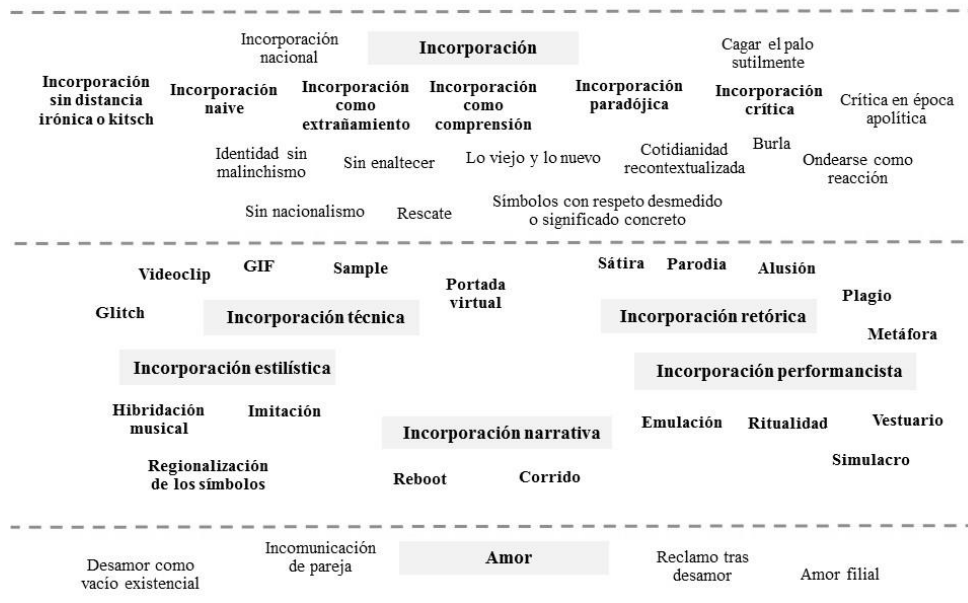 Incorporación
nacional
Incorporación
Cagar el palo
sutilmente
Incorporación
sin distancia
irónica o kitsch
Incorporación
naive
Incorporación
como
extrañamiento
Incorporación
como
comprensión
Incorporación
paradójica
Incorporación
crítica
Crítica en época
apolítica
Identidad sin
malinchismo
Sin enaltecer
Lo viejo y lo nuevo
Cotidianidad
recontextualizada
Burla
Ondearse como
reacción
Sin nacionalismo
Rescate
Símbolos con respeto desmedido
o significado concreto
Videoclip
GIF
Sample
Portada
virtual
Sátira
Parodia
Alusión
Plagio
Glitch
Incorporación técnica
Incorporación retórica
Metáfora
Incorporación estilística
Incorporación performancista
Hibridación
musical
Imitación
Incorporación narrativa
Emulación
Ritualidad
Vestuario
Simulacro
Regionalización
de los símbolos
Reboot
Corrido
Desamor como
vacío existencial
Incomunicación
de pareja
Amor
Reclamo tras
desamor
Amor filial